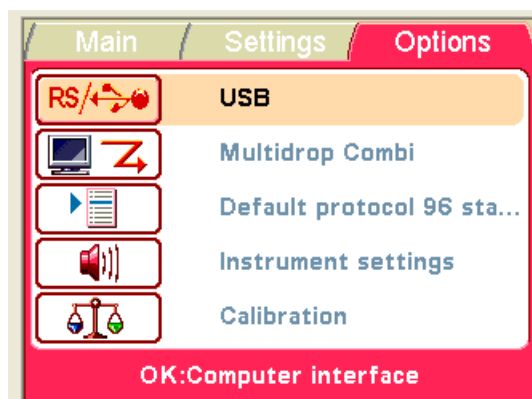 Main Settings Options
RS/ USB
Multidrop Combi
Default protocol 96 sta...
Instrument settings
Calibration
OK:Computer interface